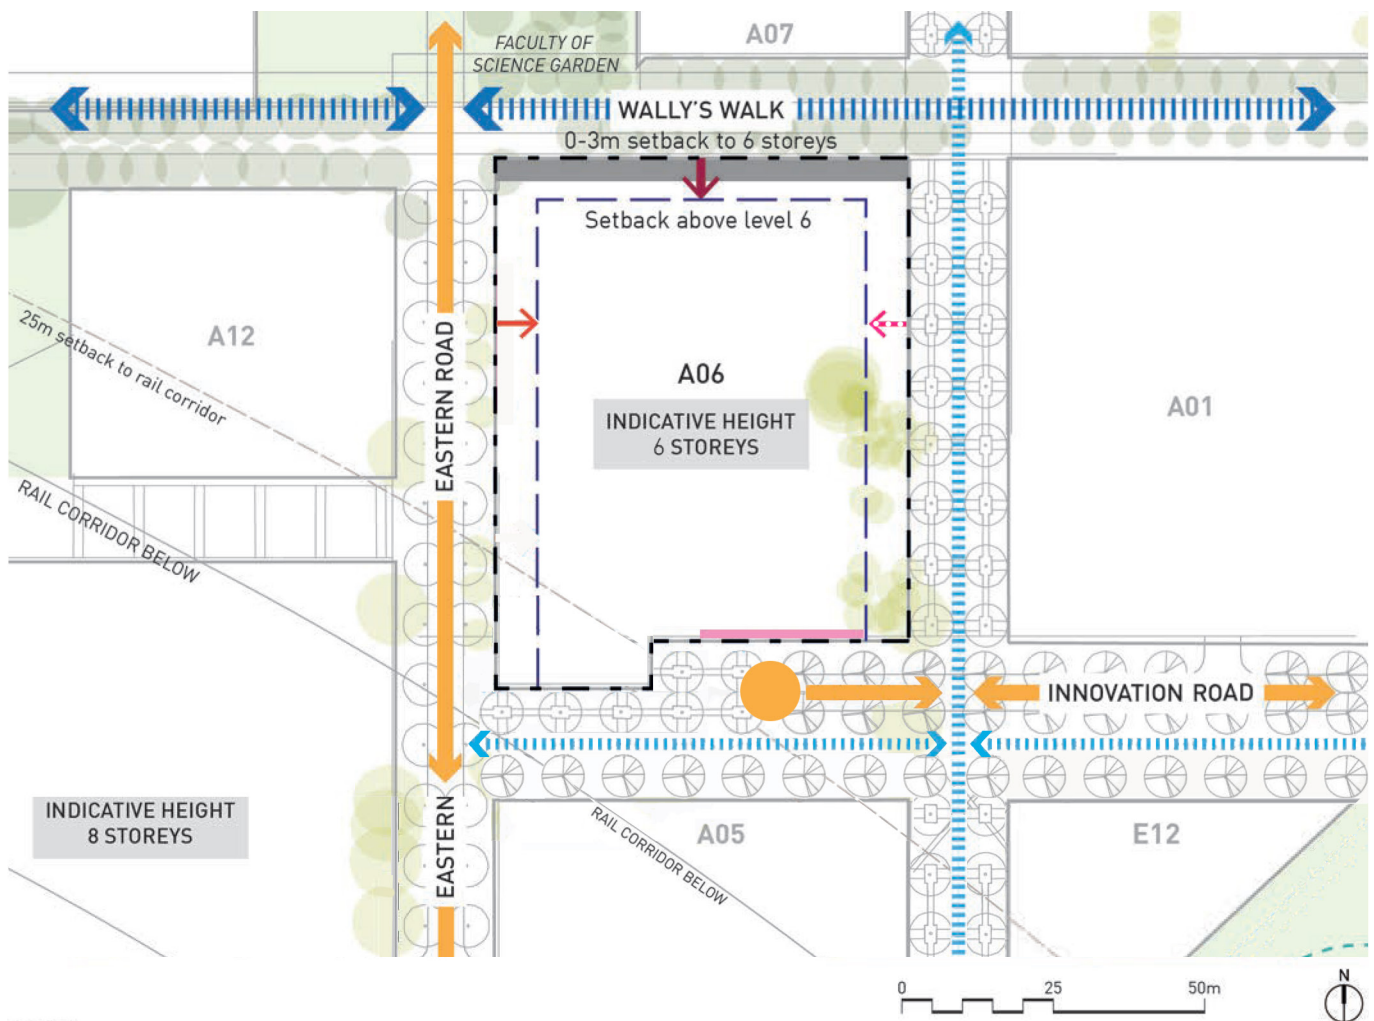 A07
FACULTY OF
SCIENCE GARDEN
WALLY'S WALK
0-3m setback to 6 storeys
Setback above level 6
A12
25m setback to rail corridor
EASTERN ROAD
A06
INDICATIVE HEIGHT
6 STOREYS
A01
RAIL CORRIDOR BELOW
INNOVATION ROAD
INDICATIVE HEIGHT
8 STOREYS
EASTERN
RAIL CORRIDOR BELOW
A05
E12
0
25
50m
N